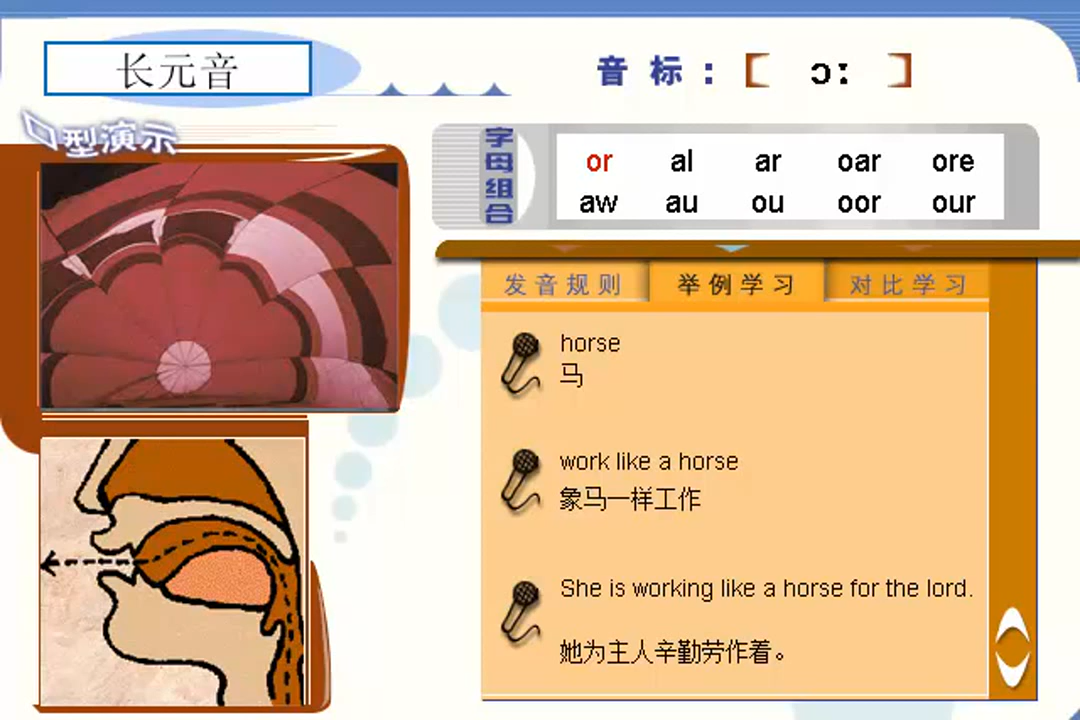 长元音
音标：【 ɔː 】
口型演示
字母组合
or al ar oar ore
aw au ou oor our
发音规则 举例学习 对比学习
horse
马
work like a horse
象马一样工作
She is working like a horse for the lord.
她为主人辛勤劳作着。